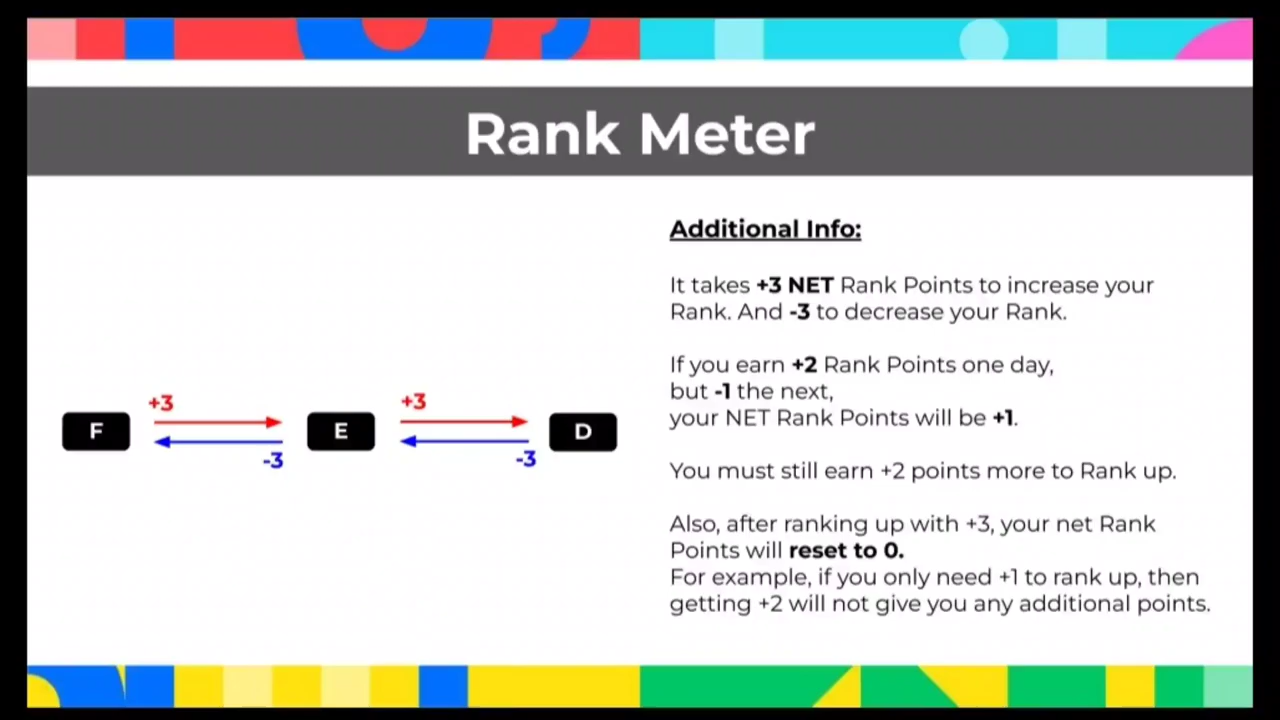 Rank Meter
+3
+3
F
E
D
-3
-3
Additional Info:
It takes +3 NET Rank Points to increase your
Rank. And -3 to decrease your Rank.
If you earn +2 Rank Points one day,
but -1 the next,
your NET Rank Points will be +1.
You must still earn +2 points more to Rank up.
Also, after ranking up with +3, your net Rank
Points will reset to 0.
For example, if you only need +1 to rank up, then
getting +2 will not give you any additional points.